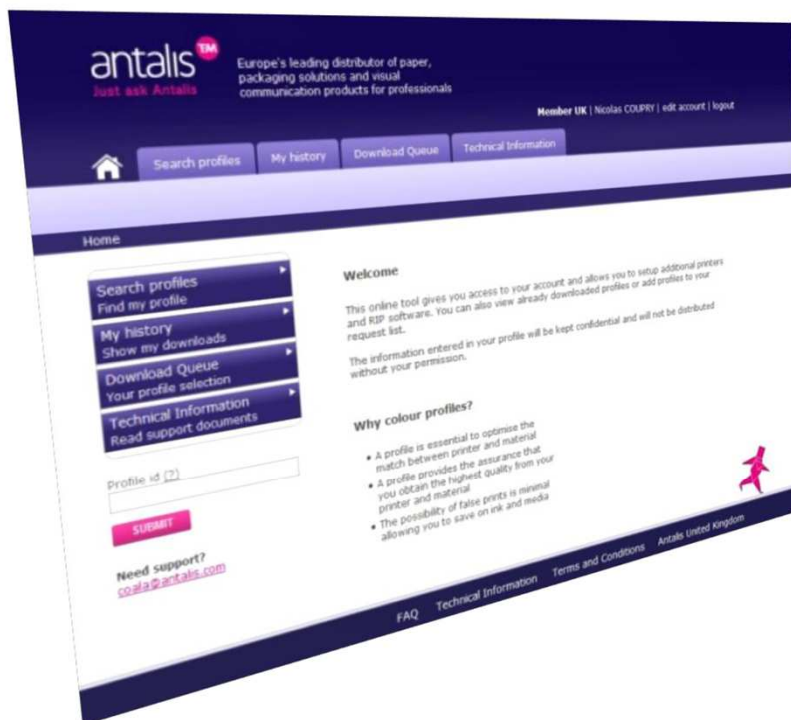 antalis™
Just ask Antalis
Europe's leading distributor of paper,
packaging solutions and visual
communication products for professionals
Member UK | Nicolas COUPRY | edit account | logout
Search profiles
My history
Download Queue
Technical Information
Home
Search profiles
Find my profile
My history
Show my downloads
Download Queue
Your profile selection
Technical Information
Read support documents
Profile id (?)
SUBMIT
Need support?
coala@antalis.com
Welcome
This online tool gives you access to your account and allows you to setup additional printers
and RIP software. You can also view already downloaded profiles or add profiles to your
request list.
The information entered in your profile will be kept confidential and will not be distributed
without your permission.
Why colour profiles?
• A profile is essential to optimise the
match between printer and material
• A profile provides the assurance that
you obtain the highest quality from your
printer and material
• The possibility of false prints is minimal
allowing you to save on ink and media
FAQ Technical Information Terms and Conditions Antalis United Kingdom